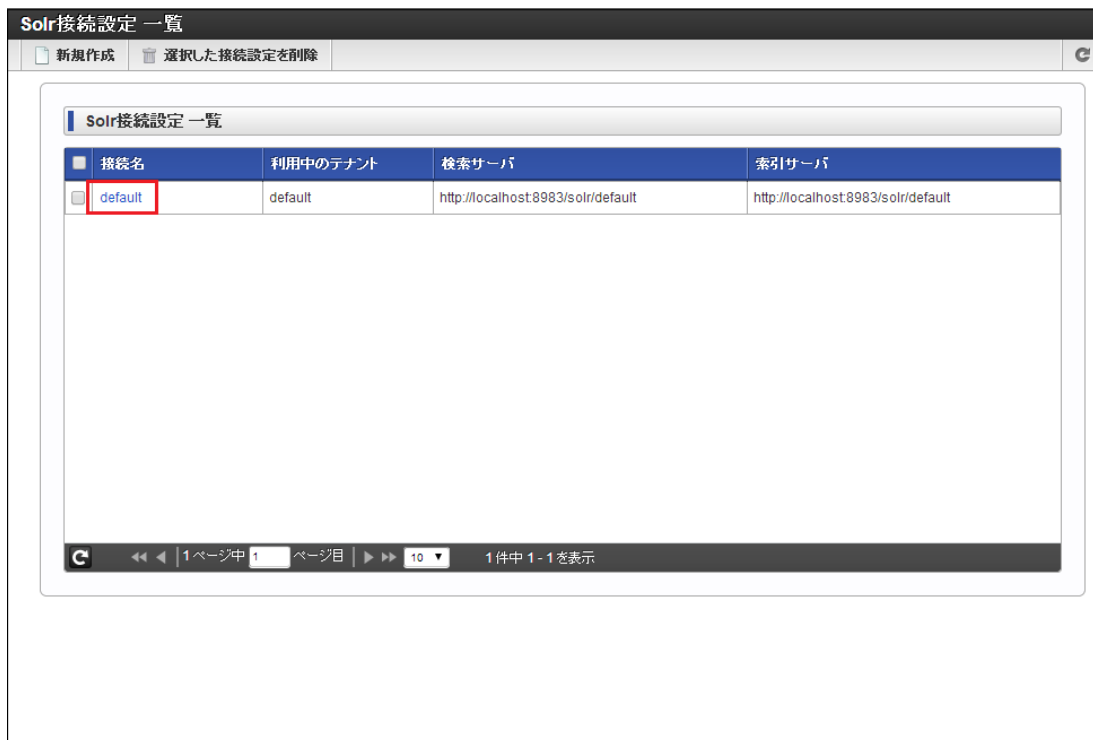 Solr接続設定 一覧
新規作成 選択した接続設定を削除
Solr接続設定 一覧
接続名 利用中のテナント 検索サーバ 索引サーバ
default default http://localhost:8983/solr/default http://localhost:8983/solr/default
1 ページ中 1 ページ目 10 1 件中 1 - 1 を表示